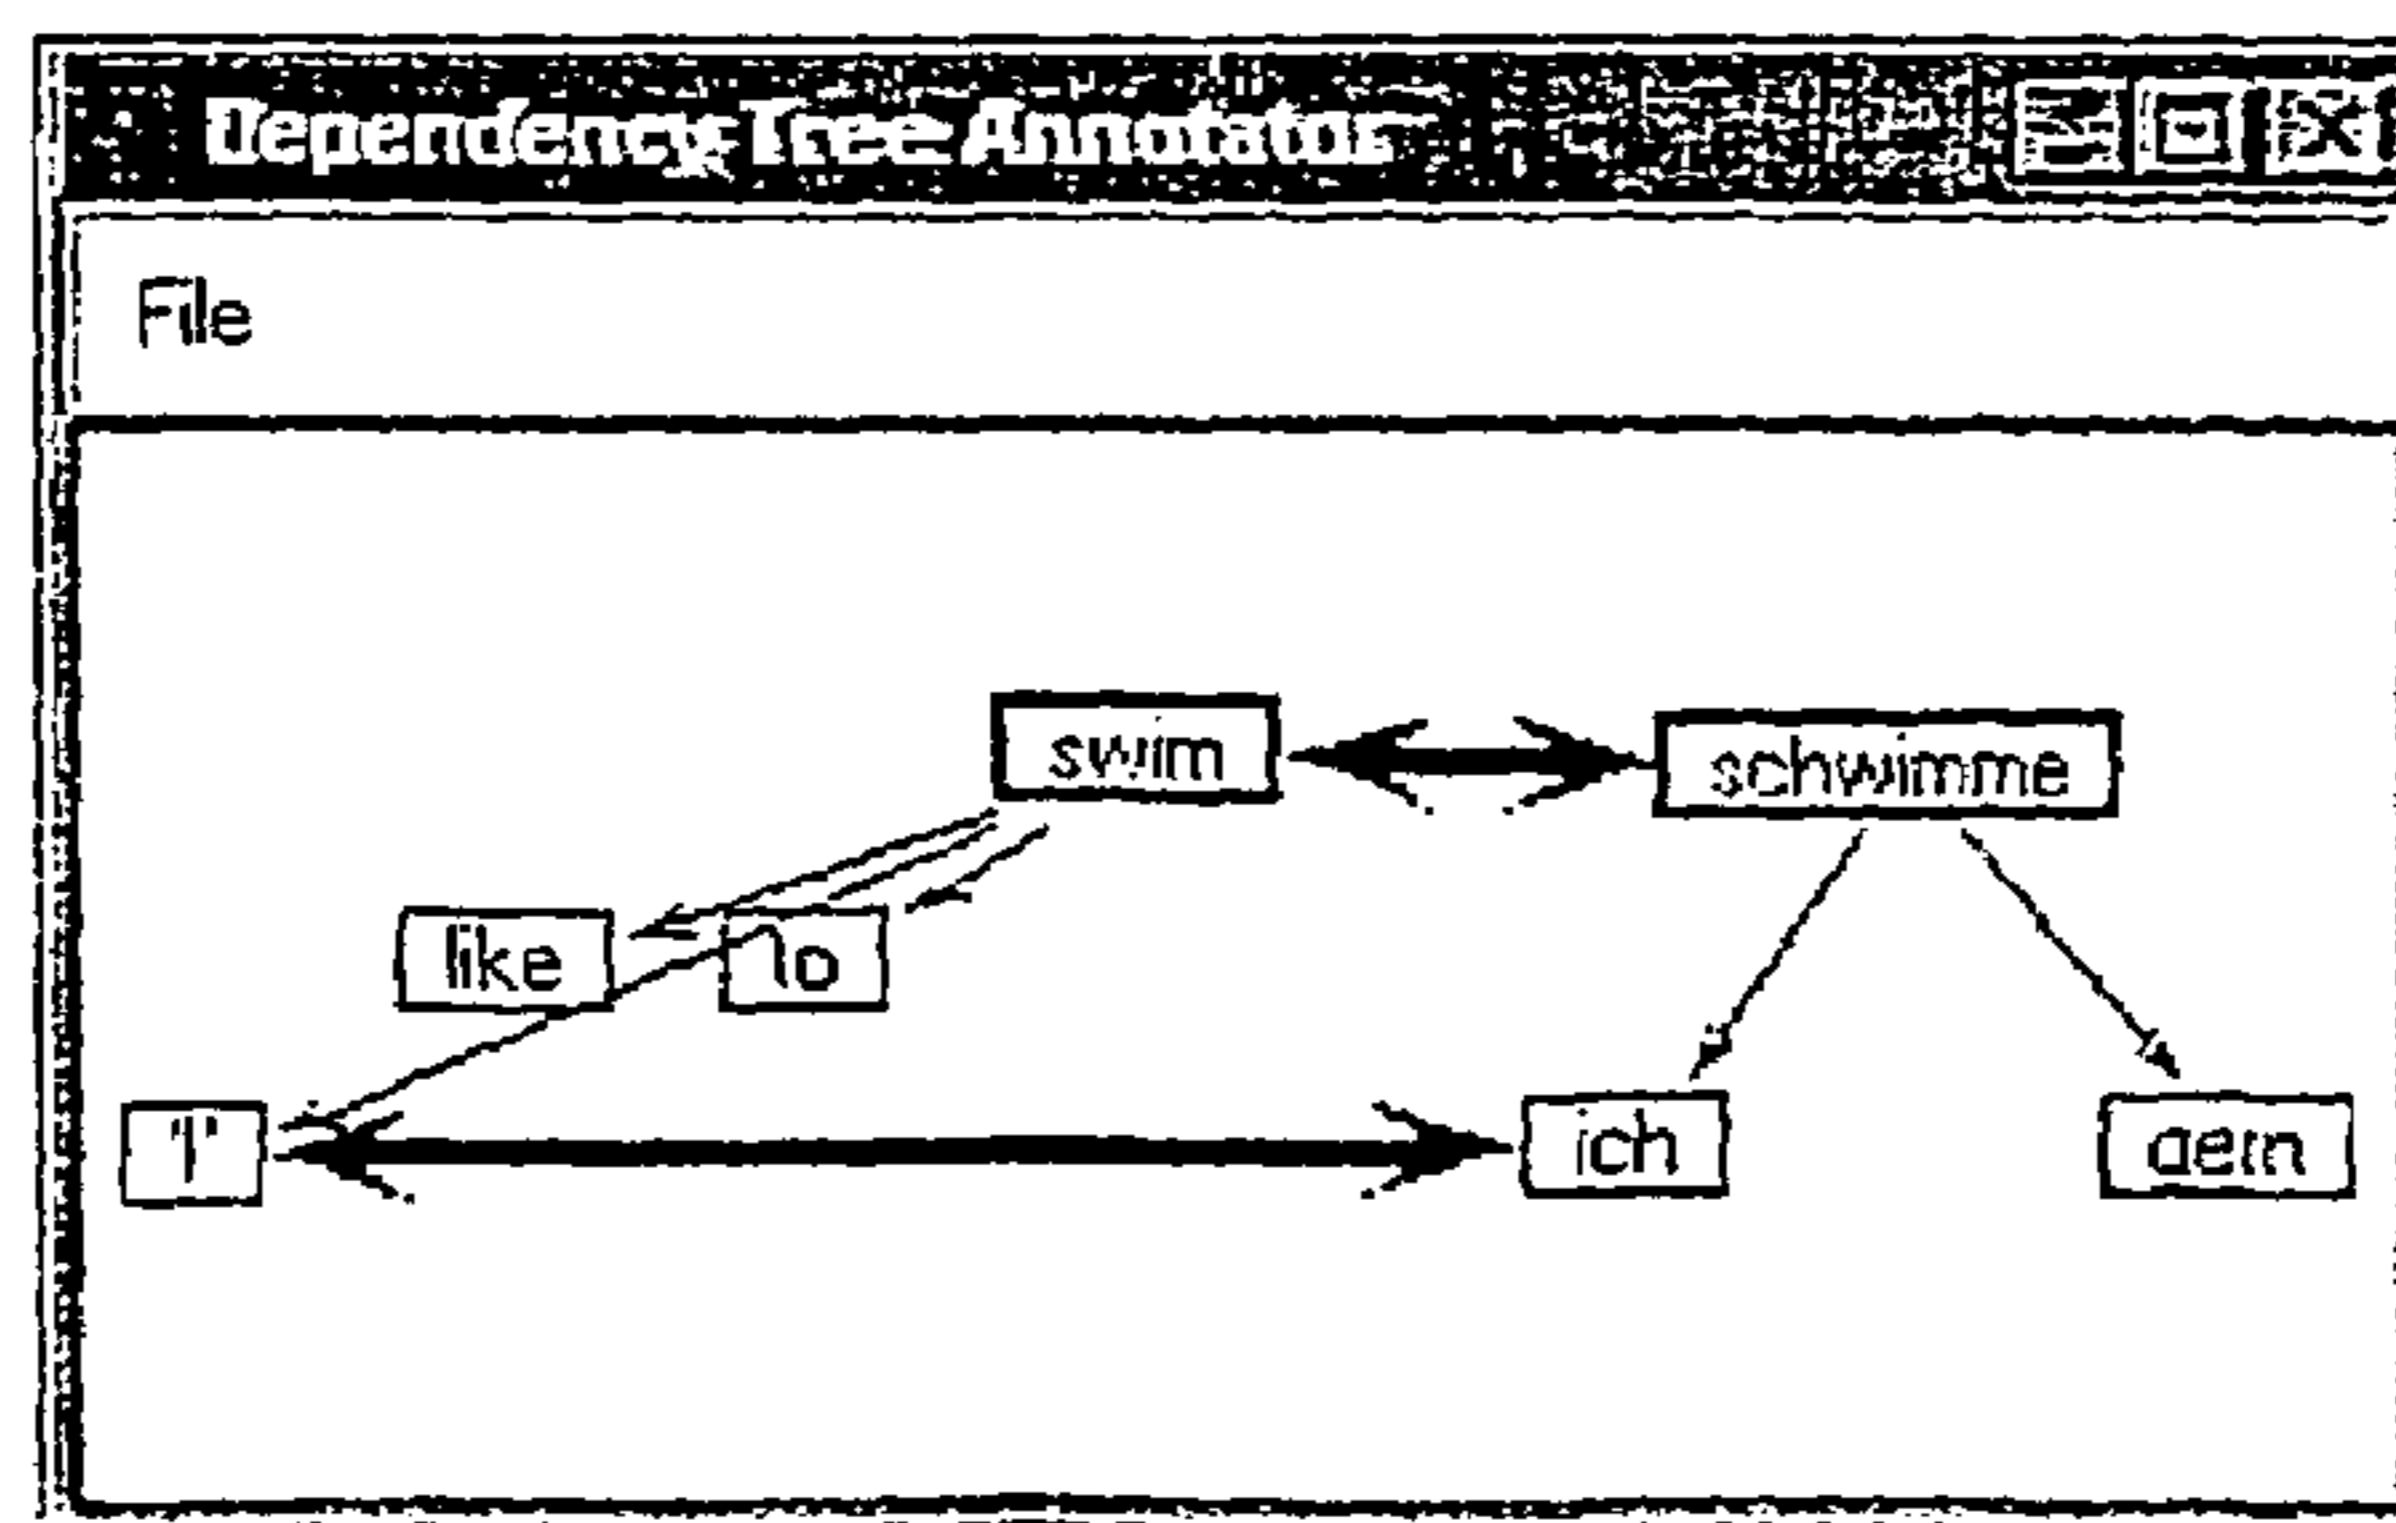 Dependency Tree Annotator
File
swim schwimme
like to
I ich gern